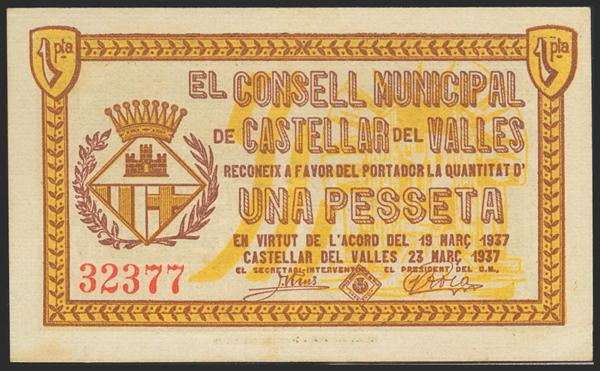 1 pta
1 pta
EL CONSELL MUNICIPAL
DE CASTELLAR DEL VALLES
RECONEIX A FAVOR DEL PORTADOR LA QUANTITAT D'
UNA PESSETA
EN VIRTUT DE L'ACORD DEL 19 MARÇ 1937
CASTELLAR DEL VALLES 23 MARÇ 1937
EL SECRETARI-INTERVENTOR EL PRESIDENT DEL C.M.,
32377